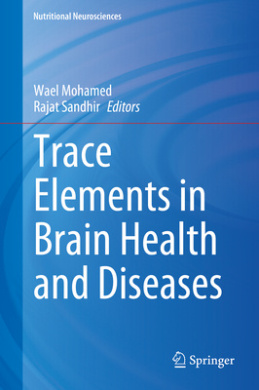 Nutritional Neurosciences
Wael Mohamed
Rajat Sandhir Editors
Trace
Elements in
Brain Health
and Diseases
Springer